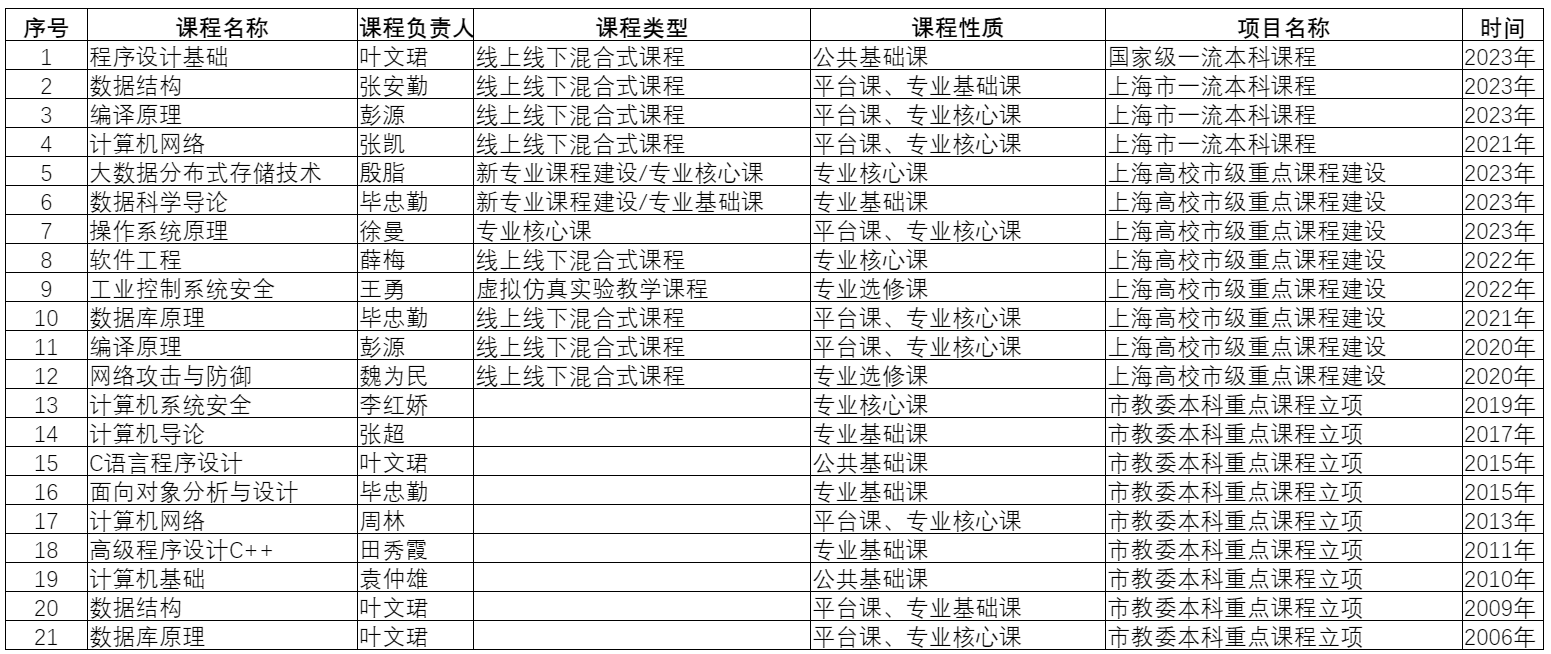 序号 课程名称 课程负责人 课程类型 课程性质 项目名称 时间
1 程序设计基础 叶文珺 线上线下混合式课程 公共基础课 国家级一流本科课程 2023年
2 数据结构 张安勤 线上线下混合式课程 平台课、专业基础课 上海市一流本科课程 2023年
3 编译原理 彭源 线上线下混合式课程 平台课、专业核心课 上海市一流本科课程 2023年
4 计算机网络 张凯 线上线下混合式课程 平台课、专业核心课 上海市一流本科课程 2021年
5 大数据分布式存储技术 殷脂 新专业课程建设/专业核心课 专业核心课 上海高校市级重点课程建设 2023年
6 数据科学导论 毕忠勤 新专业课程建设/专业基础课 专业基础课 上海高校市级重点课程建设 2023年
7 操作系统原理 徐曼 专业核心课 平台课、专业核心课 上海高校市级重点课程建设 2023年
8 软件工程 薛梅 线上线下混合式课程 专业核心课 上海高校市级重点课程建设 2022年
9 工业控制系统安全 王勇 虚拟仿真实验教学课程 专业选修课 上海高校市级重点课程建设 2022年
10 数据库原理 毕忠勤 线上线下混合式课程 平台课、专业核心课 上海高校市级重点课程建设 2021年
11 编译原理 彭源 线上线下混合式课程 平台课、专业核心课 上海高校市级重点课程建设 2020年
12 网络攻击与防御 魏为民 线上线下混合式课程 专业选修课 上海高校市级重点课程建设 2020年
13 计算机系统安全 李红娇 专业核心课 市教委本科重点课程立项 2019年
14 计算机导论 张超 专业基础课 市教委本科重点课程立项 2017年
15 C语言程序设计 叶文珺 公共基础课 市教委本科重点课程立项 2015年
16 面向对象分析与设计 毕忠勤 专业基础课 市教委本科重点课程立项 2015年
17 计算机网络 周林 平台课、专业核心课 市教委本科重点课程立项 2013年
18 高级程序设计C++ 田秀霞 专业基础课 市教委本科重点课程立项 2011年
19 计算机基础 袁仲雄 公共基础课 市教委本科重点课程立项 2010年
20 数据结构 叶文珺 平台课、专业基础课 市教委本科重点课程立项 2009年
21 数据库原理 叶文珺 平台课、专业核心课 市教委本科重点课程立项 2006年